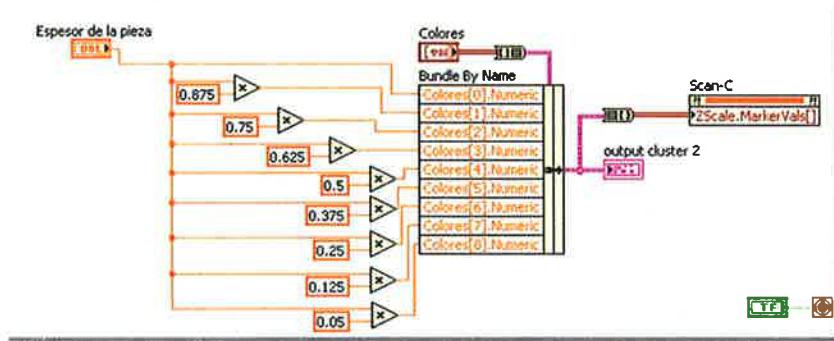 Espesor de la pieza
Colores
Bundle By Name
Colores[0].Numeric
0.875
Colores[1].Numeric
0.75
Colores[2].Numeric
0.625
Colores[3].Numeric
0.5
Colores[4].Numeric
0.375
Colores[5].Numeric
0.25
Colores[6].Numeric
0.125
Colores[7].Numeric
0.05
Colores[8].Numeric
Scan-C
ZScale.MarkerVals[]
output cluster 2
TF